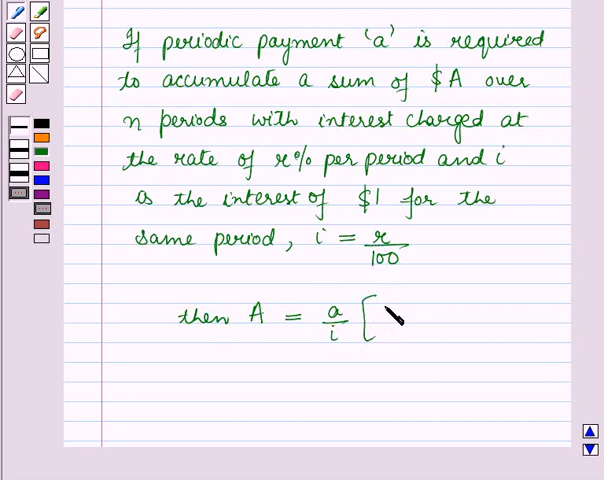 If periodic payment 'a' is required
to accumulate a sum of $A over
n periods with interest charged at
the rate of r% per period and i
is the interest of $1 for the
same period, i = r/100
then A = a/i [